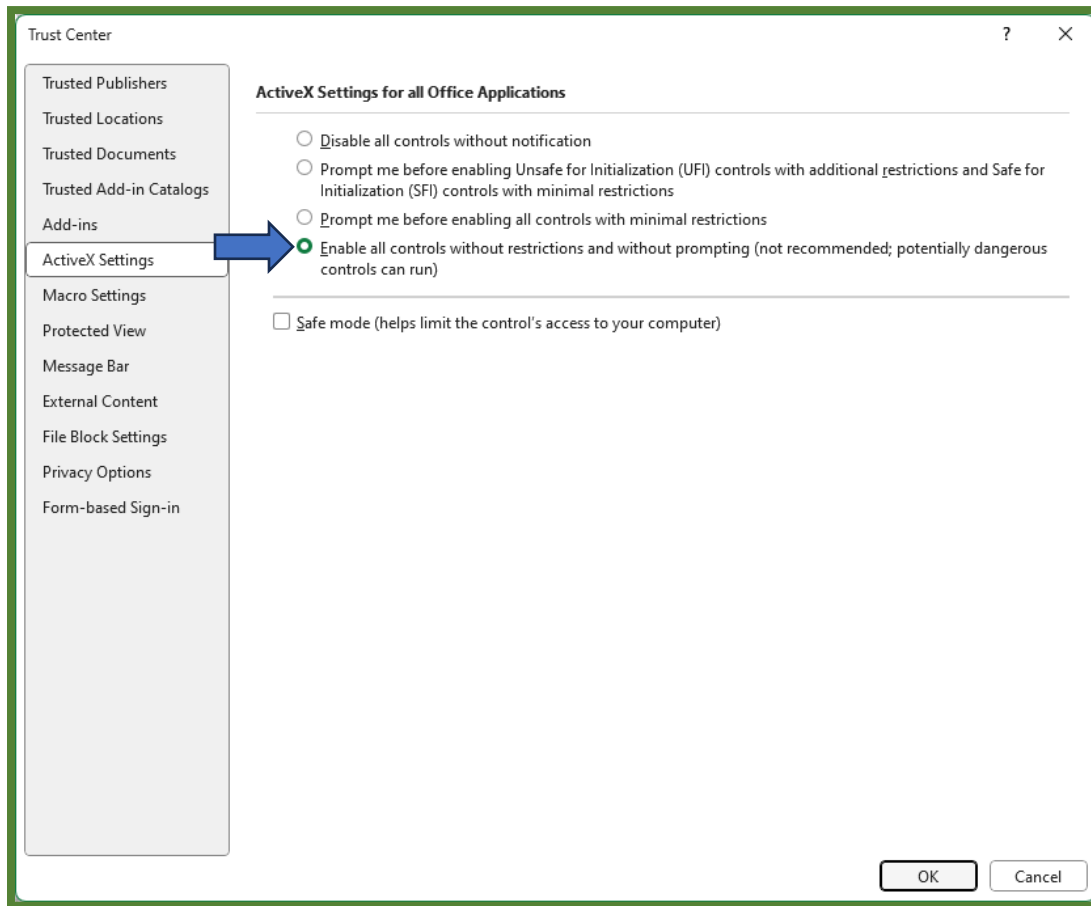 Trust Center
?
Trusted Publishers
Trusted Locations
Trusted Documents
Trusted Add-in Catalogs
Add-ins
ActiveX Settings
Macro Settings
Protected View
Message Bar
External Content
File Block Settings
Privacy Options
Form-based Sign-in
ActiveX Settings for all Office Applications
Disable all controls without notification
Prompt me before enabling Unsafe for Initialization (UFI) controls with additional restrictions and Safe for
Initialization (SFI) controls with minimal restrictions
Prompt me before enabling all controls with minimal restrictions
Enable all controls without restrictions and without prompting (not recommended; potentially dangerous
controls can run)
Safe mode (helps limit the control's access to your computer)
OK
Cancel